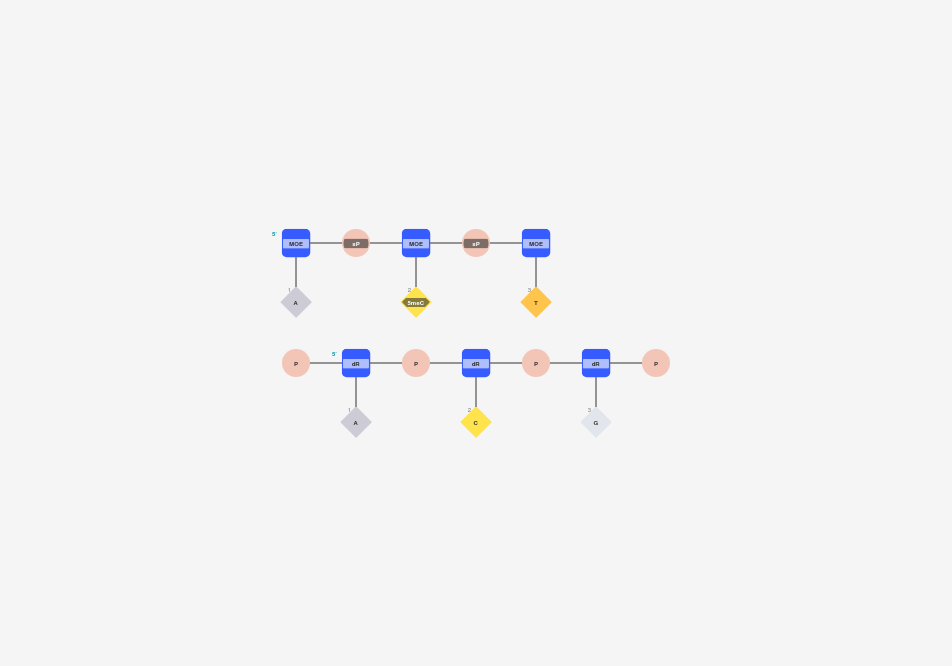 5'
MOE sP MOE sP MOE
1 2 3
A 5meC T
5'
P dR P dR P dR P
1 2 3
A C G